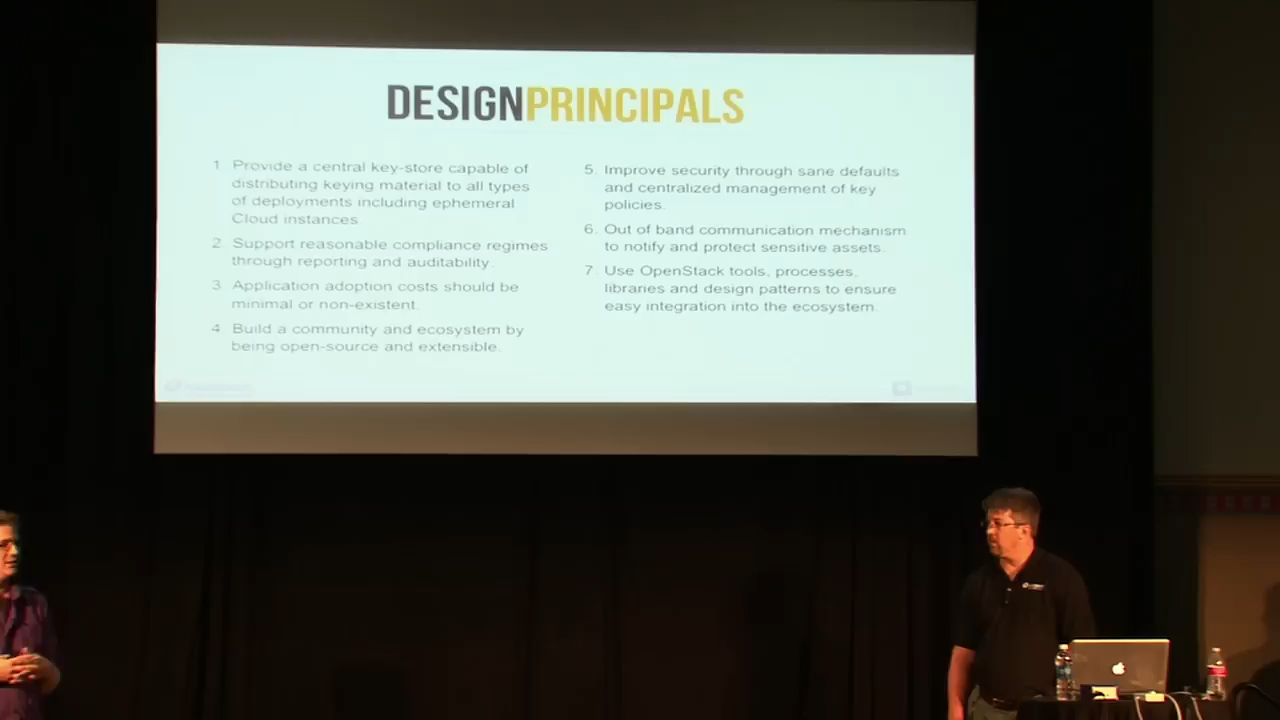 DESIGNPRINCIPALS
1. Provide a central key-store capable of
distributing keying material to all types
of deployments including ephemeral
Cloud instances.
2. Support reasonable compliance regimes
through reporting and auditability.
3. Application adoption costs should be
minimal or non-existent.
4. Build a community and ecosystem by
being open-source and extensible.
5. Improve security through sane defaults
and centralized management of key
policies.
6. Out of band communication mechanism
to notify and protect sensitive assets.
7. Use OpenStack tools, processes,
libraries and design patterns to ensure
easy integration into the ecosystem.